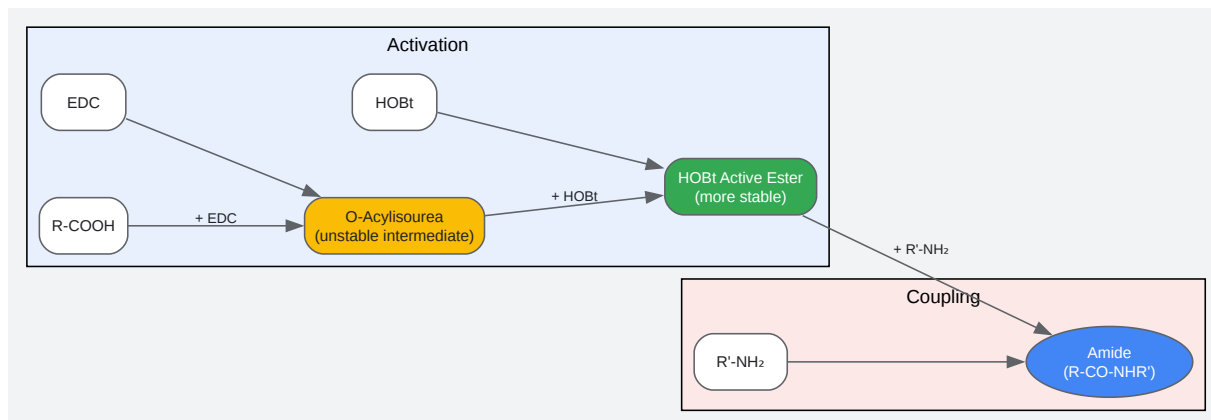 Activation
EDC
HOBt
HOBt Active Ester
(more stable)
+ HOBt
R-COOH
+ EDC
O-Acylisourea
(unstable intermediate)
+ R'-NH₂
Coupling
R'-NH₂
Amide
(R-CO-NHR')